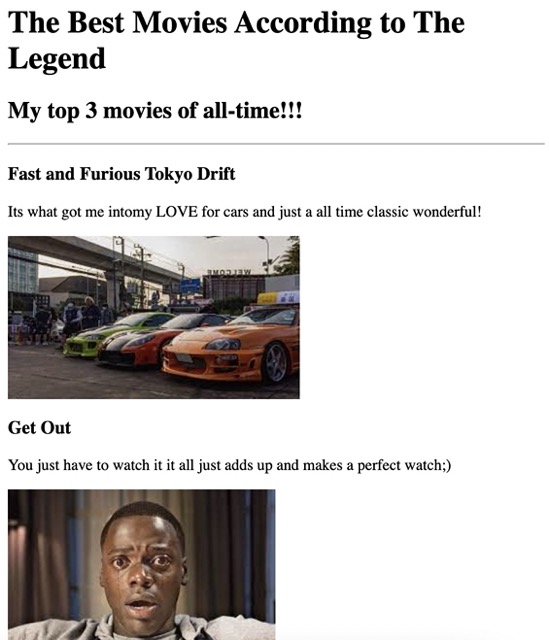 The Best Movies According to The
Legend
My top 3 movies of all-time!!!
Fast and Furious Tokyo Drift
Its what got me intomy LOVE for cars and just a all time classic wonderful!
WELCOME
Get Out
You just have to watch it it all just adds up and makes a perfect watch;)